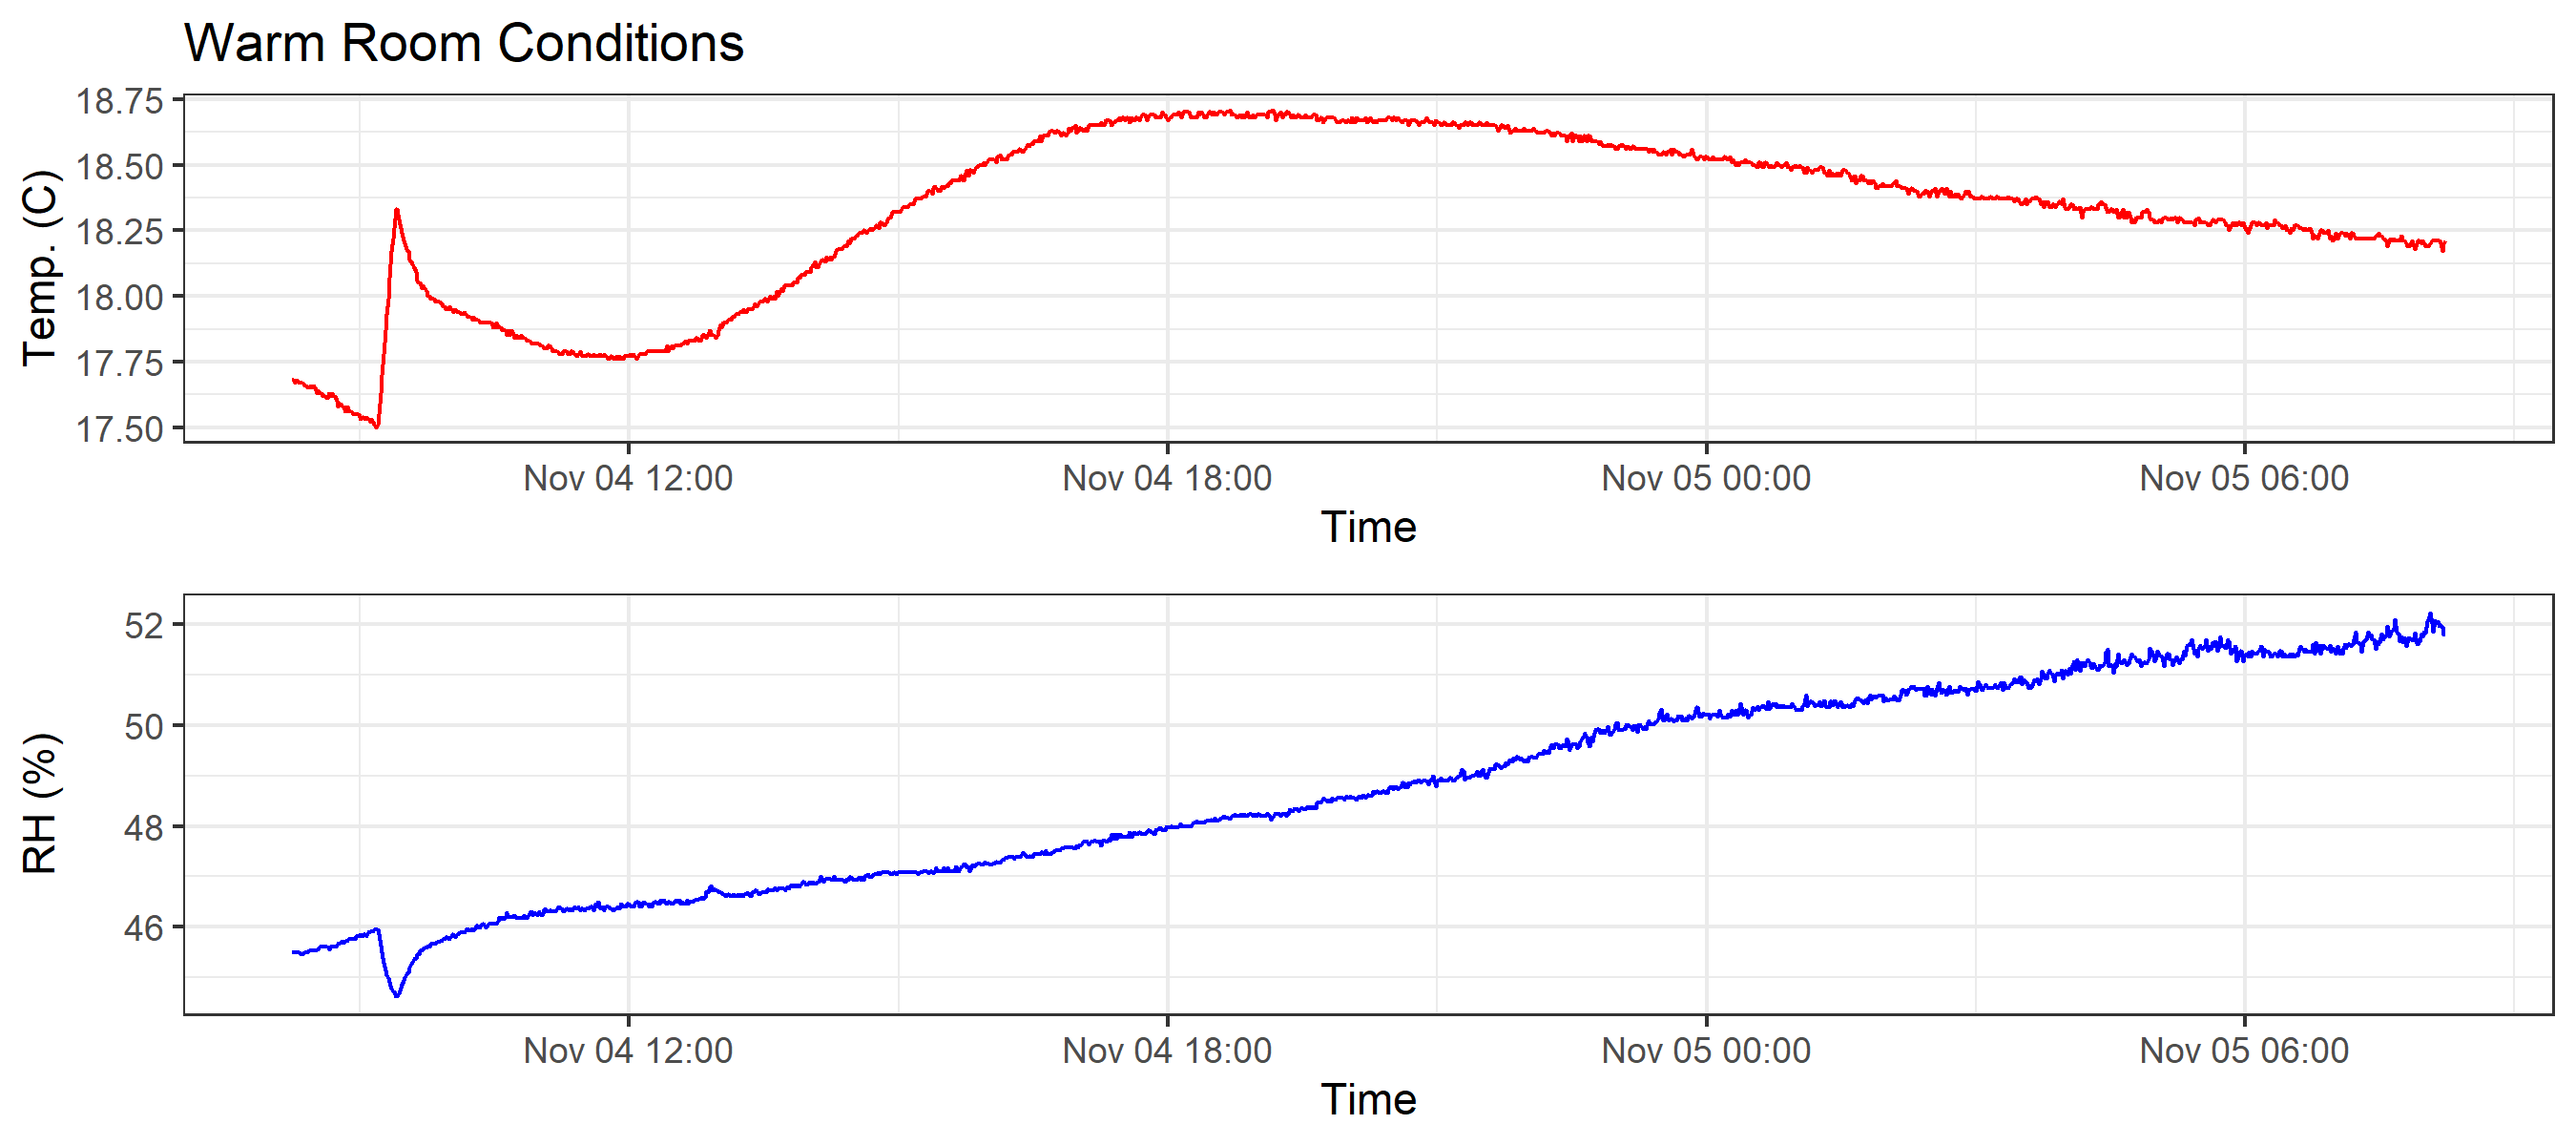 Warm Room Conditions
18.75
18.50
18.25
18.00
17.75
17.50
Temp. (C)
Nov 04 12:00 Nov 04 18:00 Nov 05 00:00 Nov 05 06:00
Time
52
50
48
46
RH (%)
Nov 04 12:00 Nov 04 18:00 Nov 05 00:00 Nov 05 06:00
Time